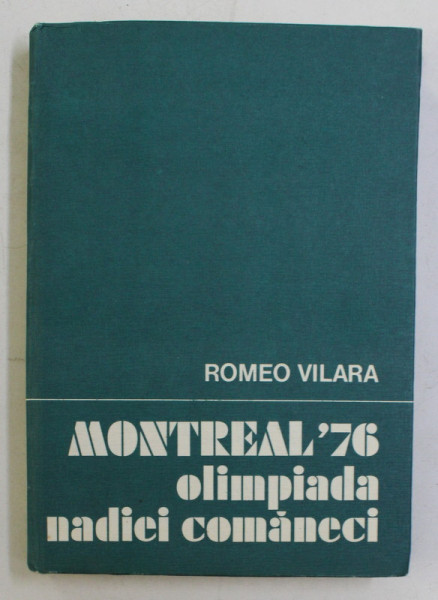 ROMEO VILARA
MONTREAL '76
olimpiada
nadiei comăneci